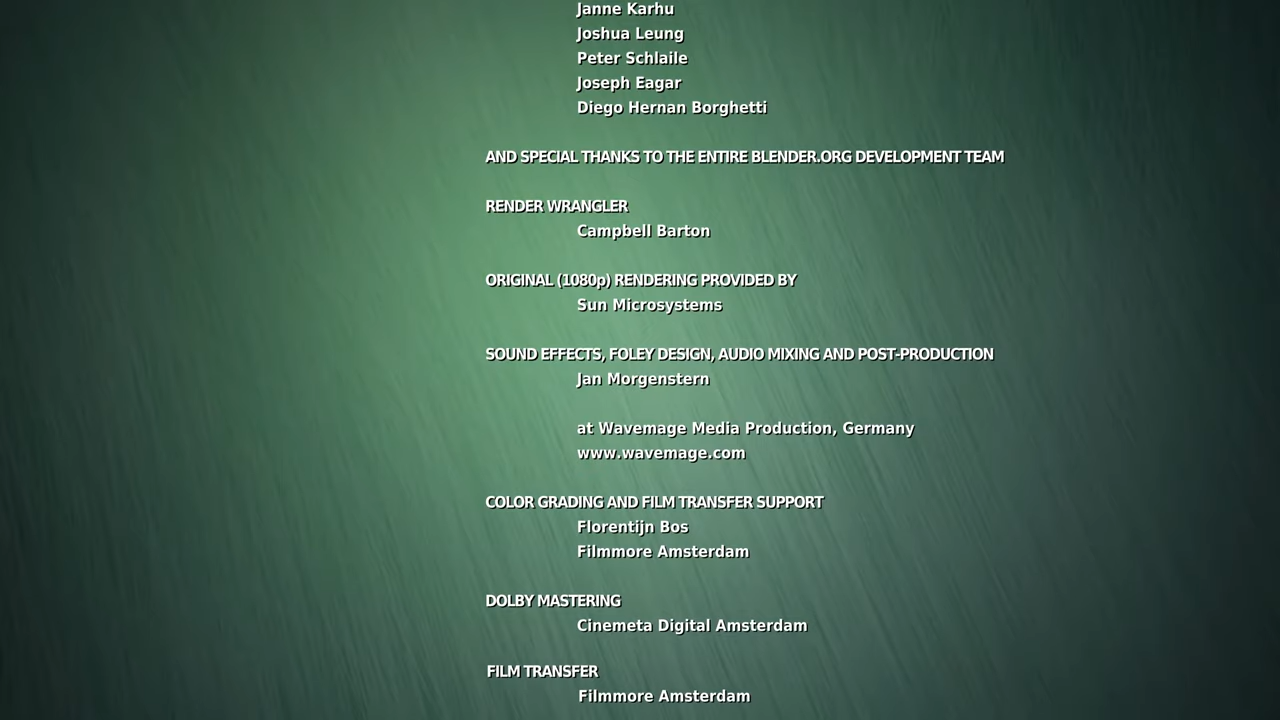 Janne Karhu
Joshua Leung
Peter Schlaile
Joseph Eagar
Diego Hernan Borghetti
AND SPECIAL THANKS TO THE ENTIRE BLENDER.ORG DEVELOPMENT TEAM
RENDER WRANGLER
Campbell Barton
ORIGINAL (1080p) RENDERING PROVIDED BY
Sun Microsystems
SOUND EFFECTS, FOLEY DESIGN, AUDIO MIXING AND POST-PRODUCTION
Jan Morgenstern
at Wavemage Media Production, Germany
www.wavemage.com
COLOR GRADING AND FILM TRANSFER SUPPORT
Florentijn Bos
Filmmore Amsterdam
DOLBY MASTERING
Cinemeta Digital Amsterdam
FILM TRANSFER
Filmmore Amsterdam